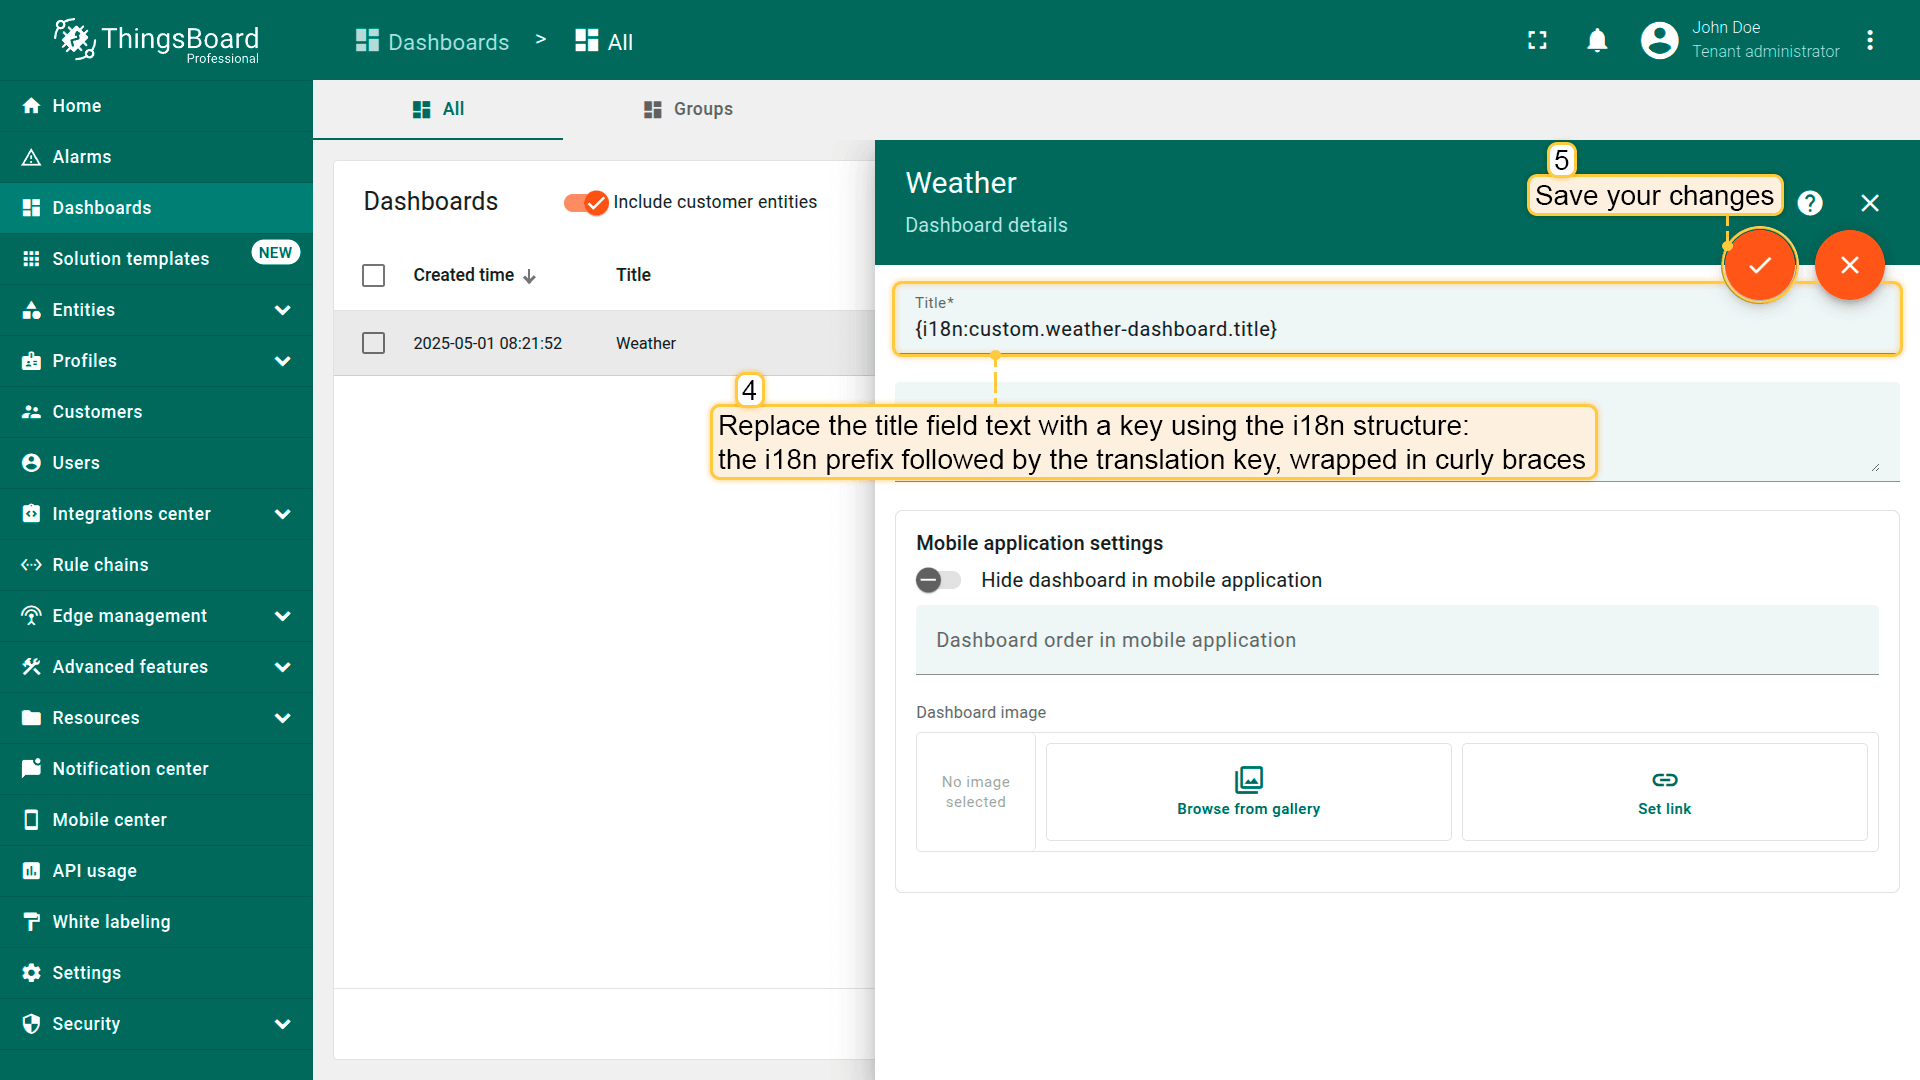 ThingsBoard
Professional
Dashboards > All
John Doe
Tenant administrator
Home
Alarms
Dashboards
Solution templates NEW
Entities
Profiles
Customers
Users
Integrations center
Rule chains
Edge management
Advanced features
Resources
Notification center
Mobile center
API usage
White labeling
Settings
Security
All
Groups
Dashboards
Include customer entities
Created time
Title
2025-05-01 08:21:52
Weather
Weather
Dashboard details
5
Save your changes
?
Title*
{i18n:custom.weather-dashboard.title}
4
Replace the title field text with a key using the i18n structure:
the i18n prefix followed by the translation key, wrapped in curly braces
Mobile application settings
Hide dashboard in mobile application
Dashboard order in mobile application
Dashboard image
No image
selected
Browse from gallery
Set link